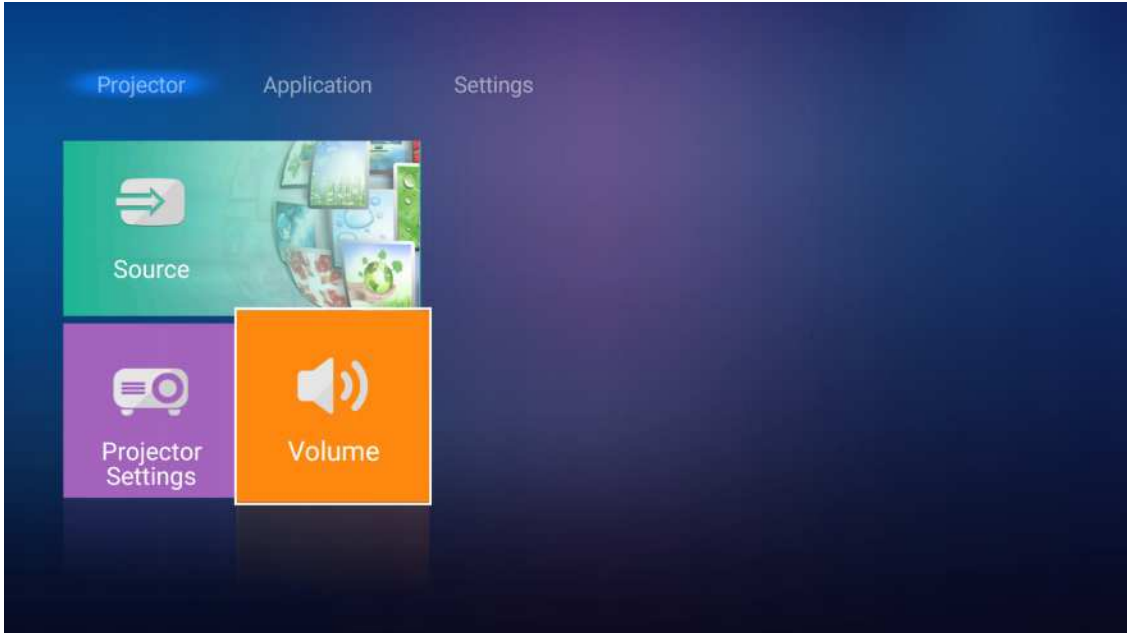 Projector
Application
Settings
Source
Projector
Settings
Volume